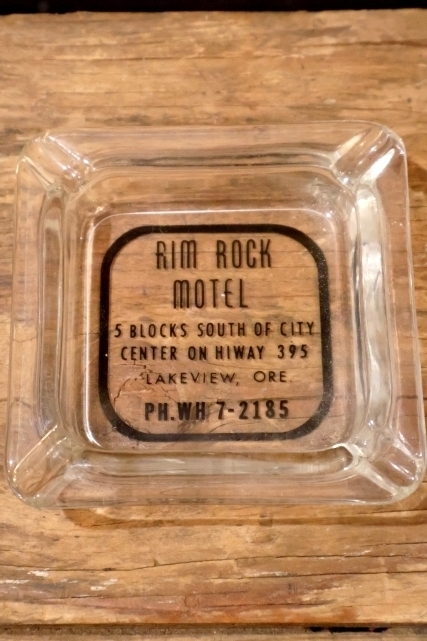 RIM ROCK
MOTEL
5 BLOCKS SOUTH OF CITY
CENTER ON HIWAY 395
LAKEVIEW, ORE.
PH.WH 7-2185